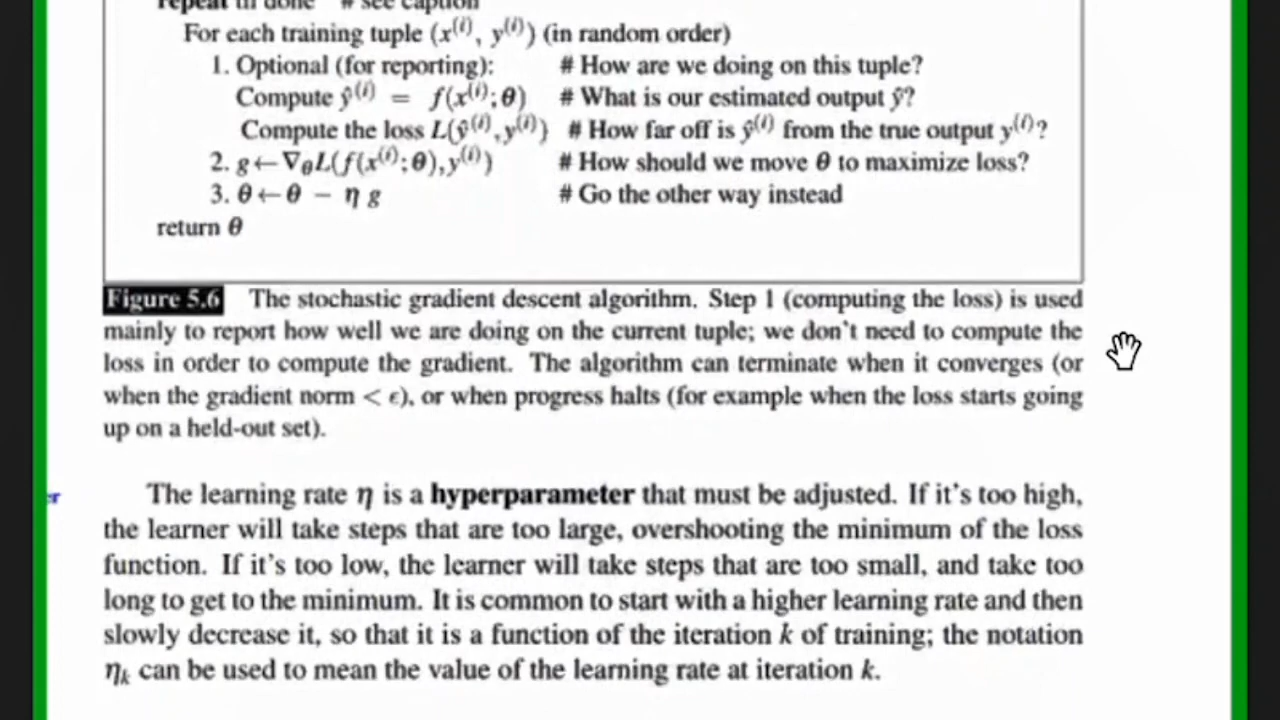 repeat til done # see caption
For each training tuple (x⁽ⁱ⁾, y⁽ⁱ⁾) (in random order)
1. Optional (for reporting): # How are we doing on this tuple?
Compute ŷ⁽ⁱ⁾ = f(x⁽ⁱ⁾;θ) # What is our estimated output ŷ?
Compute the loss L(ŷ⁽ⁱ⁾,y⁽ⁱ⁾) # How far off is ŷ⁽ⁱ⁾ from the true output y⁽ⁱ⁾?
2. g←∇θL(f(x⁽ⁱ⁾;θ),y⁽ⁱ⁾) # How should we move θ to maximize loss?
3. θ←θ − η g # Go the other way instead
return θ
Figure 5.6 The stochastic gradient descent algorithm. Step 1 (computing the loss) is used
mainly to report how well we are doing on the current tuple; we don't need to compute the
loss in order to compute the gradient. The algorithm can terminate when it converges (or
when the gradient norm < ϵ), or when progress halts (for example when the loss starts going
up on a held-out set).
The learning rate η is a hyperparameter that must be adjusted. If it's too high,
the learner will take steps that are too large, overshooting the minimum of the loss
function. If it's too low, the learner will take steps that are too small, and take too
long to get to the minimum. It is common to start with a higher learning rate and then
slowly decrease it, so that it is a function of the iteration k of training; the notation
ηk can be used to mean the value of the learning rate at iteration k.